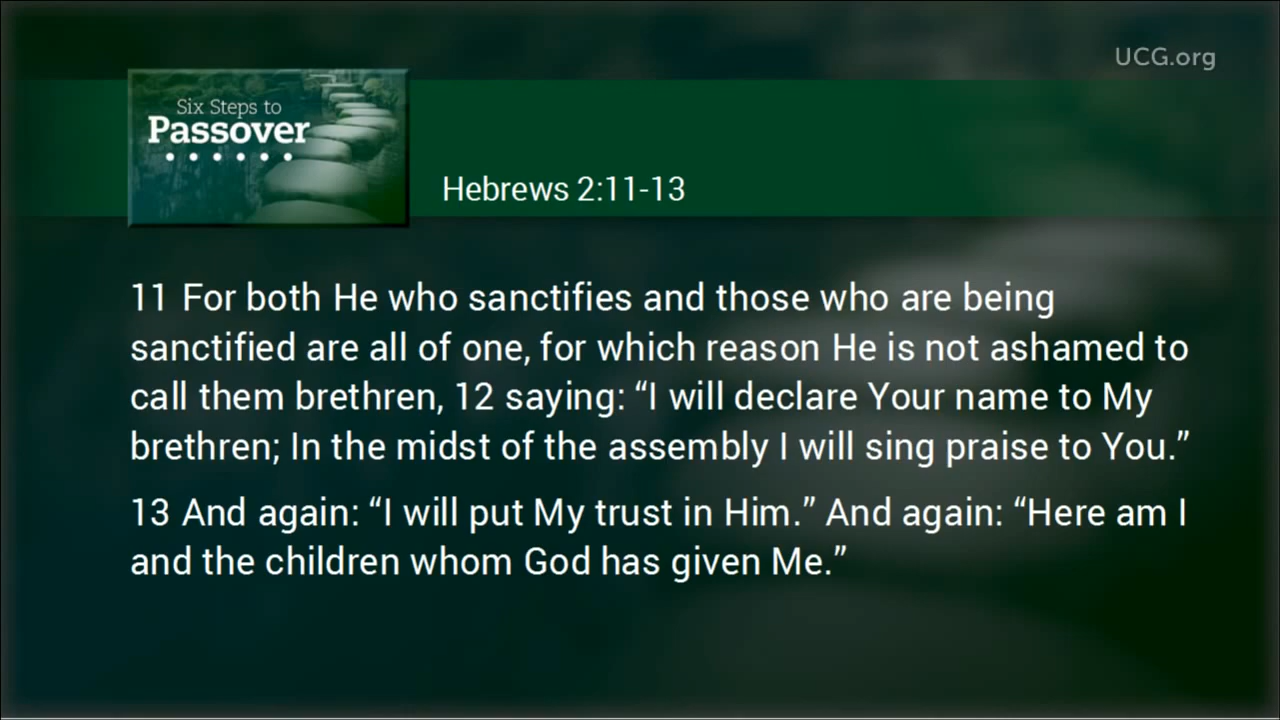 UCG.org
Six Steps to
Passover
Hebrews 2:11-13
11 For both He who sanctifies and those who are being
sanctified are all of one, for which reason He is not ashamed to
call them brethren, 12 saying: “I will declare Your name to My
brethren; In the midst of the assembly I will sing praise to You.”
13 And again: “I will put My trust in Him.” And again: “Here am I
and the children whom God has given Me.”